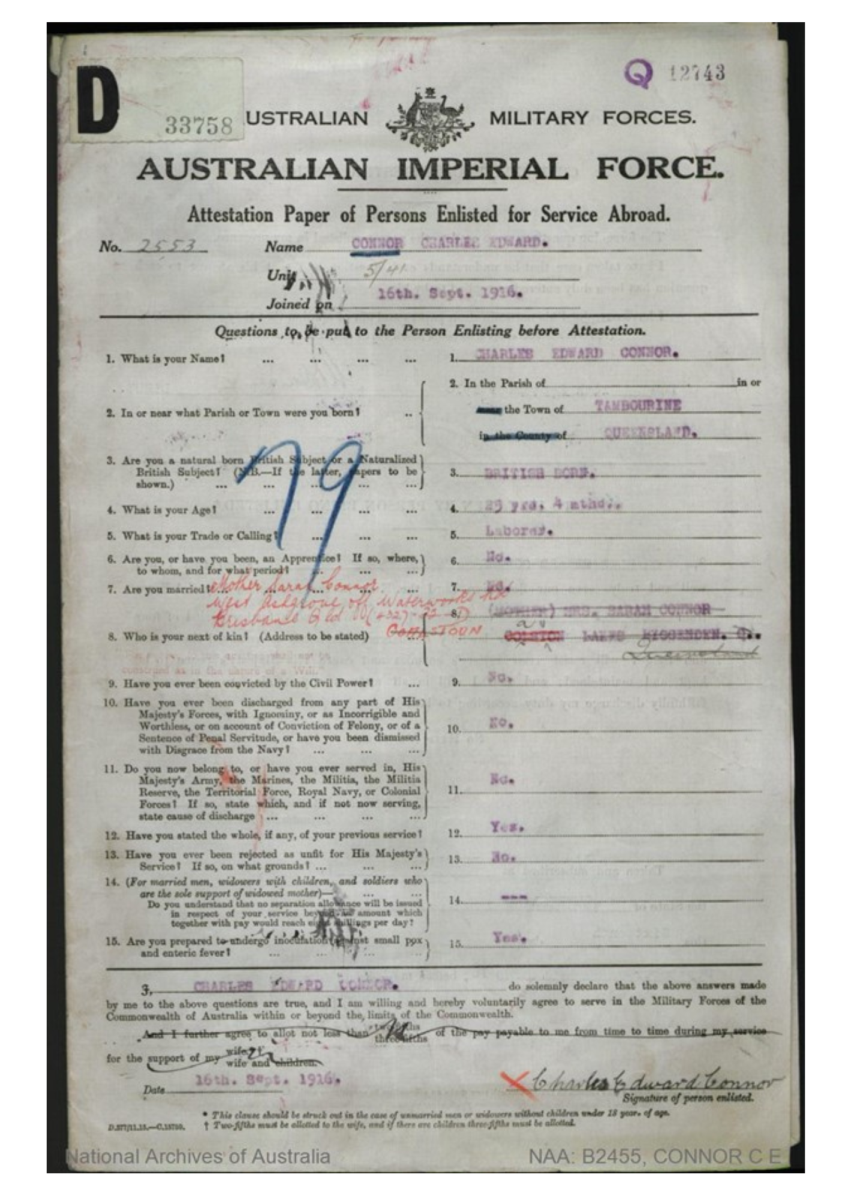 D
33758
Q 12743
AUSTRALIAN MILITARY FORCES.
AUSTRALIAN IMPERIAL FORCE.
Attestation Paper of Persons Enlisted for Service Abroad.
No. 2553 Name CONNOR CHARLES EDWARD.
Unit 5/41
Joined on 16th. Sept. 1916.
Questions to be put to the Person Enlisting before Attestation.
1. What is your Name? ... ... ... ... 1. CHARLES EDWARD CONNOR.
2. In or near what Parish or Town were you born? .. 2. In the Parish of in or
the Town of TAMBOURINE
in the County of QUEENSLAND.
3. Are you a natural born British Subject or a Naturalized
British Subject? (N.B.—If the latter, papers to be
shown.) ... ... ... ... ... 3. BRITISH BORN.
79
4. What is your Age? ... ... ... ... 4. 25 yrs. 4 mths..
5. What is your Trade or Calling? ... ... ... 5. Laborer.
6. Are you, or have you been, an Apprentice? If so, where,
to whom, and for what period? ... ... ... 6. No.
7. Are you married? ... ... ... ... 7. No.
Mother Sarah Connor
West Ashgrove off Waterworks Rd
Brisbane Qld
8. Who is your next of kin? (Address to be stated) 8. (MOTHER) MRS. SARAH CONNOR
COALSTOUN
COLSTON LAKES BIGGENDEN. Q.
Queensland
9. Have you ever been convicted by the Civil Power? ... 9. No.
10. Have you ever been discharged from any part of His
Majesty's Forces, with Ignominy, or as Incorrigible and
Worthless, or on account of Conviction of Felony, or of a
Sentence of Penal Servitude, or have you been dismissed
with Disgrace from the Navy? ... ... ... 10. No.
11. Do you now belong to, or have you ever served in, His
Majesty's Army, the Marines, the Militia, the Militia
Reserve, the Territorial Force, Royal Navy, or Colonial
Forces? If so, state which, and if not now serving,
state cause of discharge ... ... ... ... 11. No.
12. Have you stated the whole, if any, of your previous service? 12. Yes.
13. Have you ever been rejected as unfit for His Majesty's
Service? If so, on what grounds? ... ... ... 13. No.
14. (For married men, widowers with children, and soldiers who
are the sole support of widowed mother)— ... ...
Do you understand that no separation allowance will be issued
in respect of your service beyond an amount which
together with pay would reach eight shillings per day? 14. ---
15. Are you prepared to undergo inoculation against small pox
and enteric fever? ... ... ... ... 15. Yes.
3, CHARLES EDWARD CONNOR. do solemnly declare that the above answers made
by me to the above questions are true, and I am willing and hereby voluntarily agree to serve in the Military Forces of the
Commonwealth of Australia within or beyond the limits of the Commonwealth.
And I further agree to allot not less than two-fifths three-fifths of the pay payable to me from time to time during my service
for the support of my wife wife and children.
Date 16th. Sept. 1916. X Charles Edward Connor
Signature of person enlisted.
* This clause should be struck out in the case of unmarried men or widowers without children under 18 years of age.
† Two-fifths must be allotted to the wife, and if there are children three-fifths must be allotted.
National Archives of Australia NAA: B2455, CONNOR C E